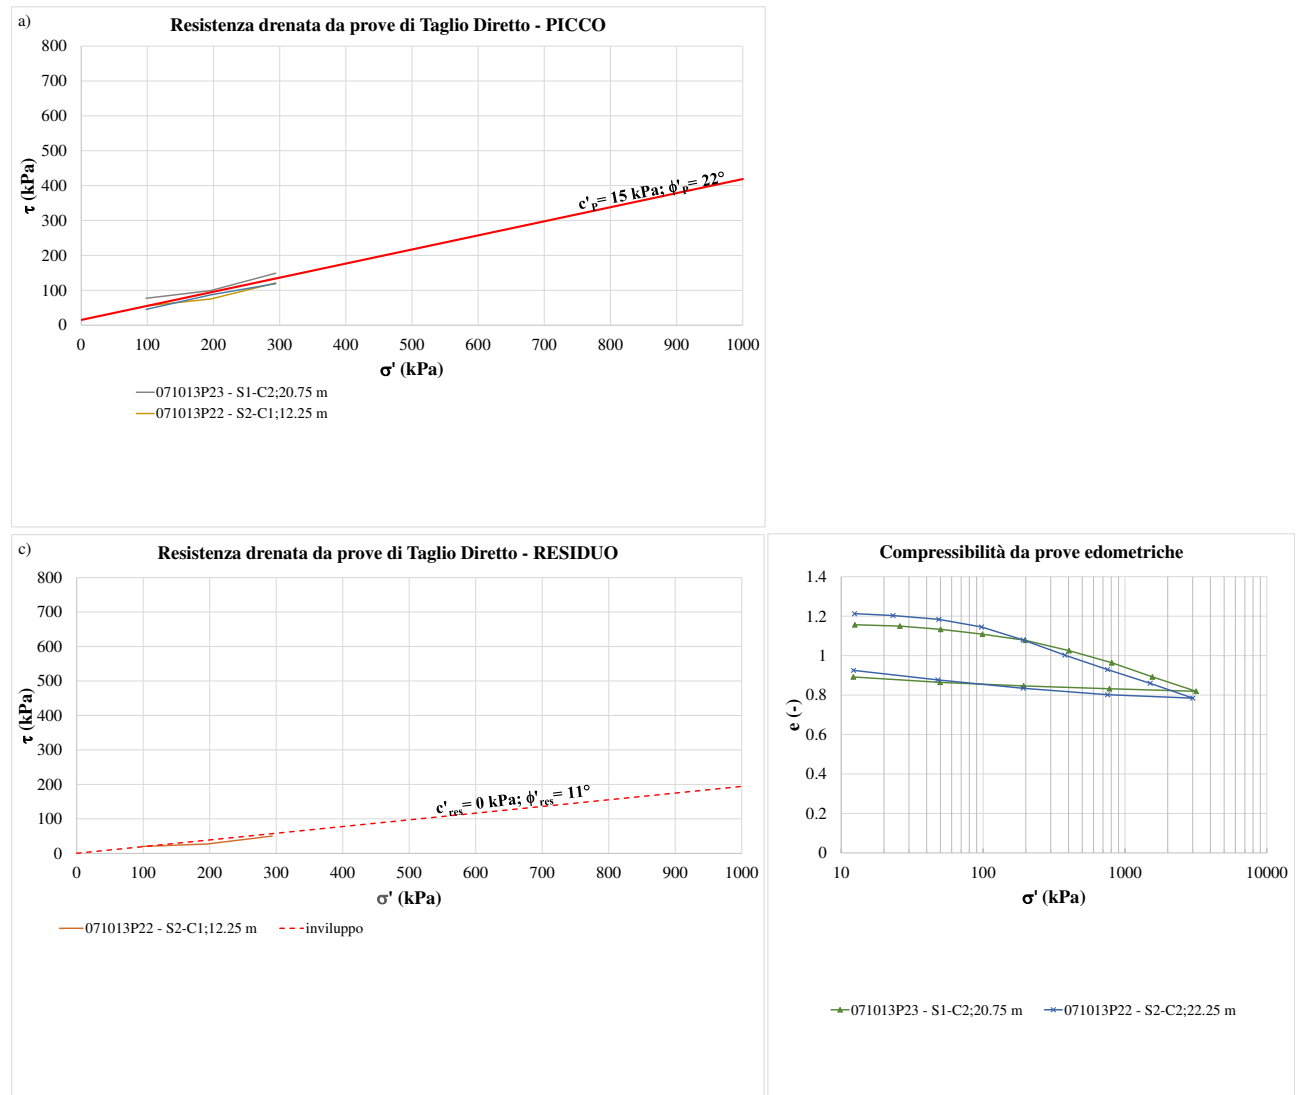 a)
Resistenza drenata da prove di Taglio Diretto - PICCO
800
700
600
500
400
300
200
100
0
τ (kPa)
c'p= 15 kPa; ϕ'p= 22°
0 100 200 300 400 500 600 700 800 900 1000
σ' (kPa)
071013P23 - S1-C2;20.75 m
071013P22 - S2-C1;12.25 m
c)
Resistenza drenata da prove di Taglio Diretto - RESIDUO
800
700
600
500
400
300
200
100
0
τ (kPa)
c'res= 0 kPa; ϕ'res= 11°
0 100 200 300 400 500 600 700 800 900 1000
σ' (kPa)
071013P22 - S2-C1;12.25 m inviluppo
Compressibilità da prove edometriche
1.4
1.2
1
0.8
0.6
0.4
0.2
0
e (-)
10 100 1000 10000
σ' (kPa)
071013P23 - S1-C2;20.75 m 071013P22 - S2-C2;22.25 m